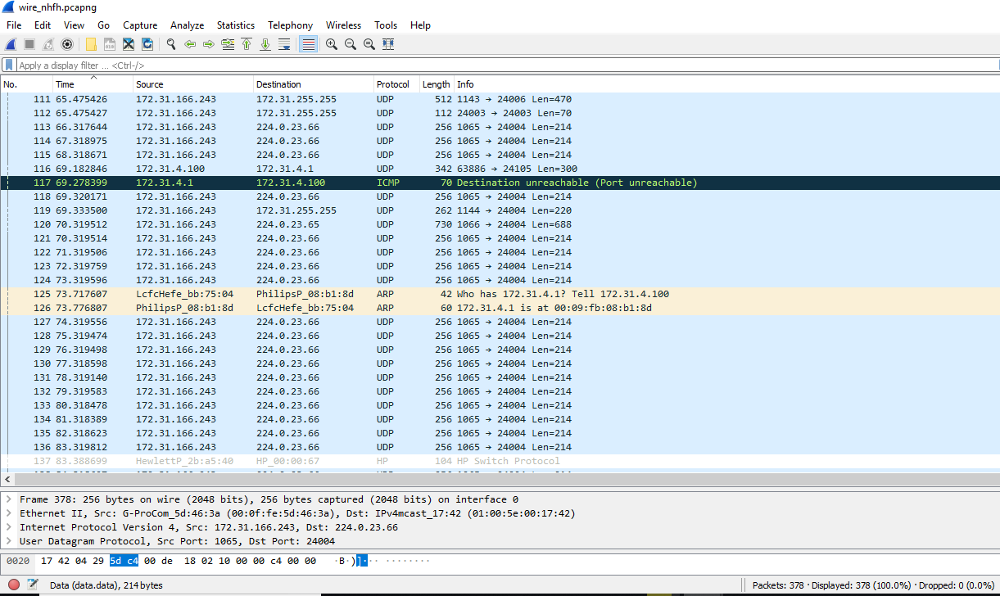 wire_nhfh.pcapng
File Edit View Go Capture Analyze Statistics Telephony Wireless Tools Help
Apply a display filter ... <Ctrl-/>
No. Time Source Destination Protocol Length Info
111 65.475426 172.31.166.243 172.31.255.255 UDP 512 1143 → 24006 Len=470
112 65.475427 172.31.166.243 172.31.255.255 UDP 112 24003 → 24003 Len=70
113 66.317644 172.31.166.243 224.0.23.66 UDP 256 1065 → 24004 Len=214
114 67.318975 172.31.166.243 224.0.23.66 UDP 256 1065 → 24004 Len=214
115 68.318671 172.31.166.243 224.0.23.66 UDP 256 1065 → 24004 Len=214
116 69.182846 172.31.4.100 172.31.4.1 UDP 342 63886 → 24105 Len=300
117 69.278399 172.31.4.1 172.31.4.100 ICMP 70 Destination unreachable (Port unreachable)
118 69.320171 172.31.166.243 224.0.23.66 UDP 256 1065 → 24004 Len=214
119 69.333500 172.31.166.243 172.31.255.255 UDP 262 1144 → 24004 Len=220
120 70.319512 172.31.166.243 224.0.23.65 UDP 730 1066 → 24004 Len=688
121 70.319514 172.31.166.243 224.0.23.66 UDP 256 1065 → 24004 Len=214
122 71.319506 172.31.166.243 224.0.23.66 UDP 256 1065 → 24004 Len=214
123 72.319759 172.31.166.243 224.0.23.66 UDP 256 1065 → 24004 Len=214
124 73.319596 172.31.166.243 224.0.23.66 UDP 256 1065 → 24004 Len=214
125 73.717607 LcfcHefe_bb:75:04 PhilipsP_08:b1:8d ARP 42 Who has 172.31.4.1? Tell 172.31.4.100
126 73.776807 PhilipsP_08:b1:8d LcfcHefe_bb:75:04 ARP 60 172.31.4.1 is at 00:09:fb:08:b1:8d
127 74.319556 172.31.166.243 224.0.23.66 UDP 256 1065 → 24004 Len=214
128 75.319474 172.31.166.243 224.0.23.66 UDP 256 1065 → 24004 Len=214
129 76.319498 172.31.166.243 224.0.23.66 UDP 256 1065 → 24004 Len=214
130 77.318598 172.31.166.243 224.0.23.66 UDP 256 1065 → 24004 Len=214
131 78.319140 172.31.166.243 224.0.23.66 UDP 256 1065 → 24004 Len=214
132 79.319583 172.31.166.243 224.0.23.66 UDP 256 1065 → 24004 Len=214
133 80.318478 172.31.166.243 224.0.23.66 UDP 256 1065 → 24004 Len=214
134 81.318389 172.31.166.243 224.0.23.66 UDP 256 1065 → 24004 Len=214
135 82.318623 172.31.166.243 224.0.23.66 UDP 256 1065 → 24004 Len=214
136 83.319812 172.31.166.243 224.0.23.66 UDP 256 1065 → 24004 Len=214
137 83.388699 HewlettP_2b:a5:40 HP_00:00:67 HP 104 HP Switch Protocol
Frame 378: 256 bytes on wire (2048 bits), 256 bytes captured (2048 bits) on interface 0
Ethernet II, Src: G-ProCom_5d:46:3a (00:0f:fe:5d:46:3a), Dst: IPv4mcast_17:42 (01:00:5e:00:17:42)
Internet Protocol Version 4, Src: 172.31.166.243, Dst: 224.0.23.66
User Datagram Protocol, Src Port: 1065, Dst Port: 24004
0020 17 42 04 29 5d c4 00 de 18 02 10 00 00 c4 00 00 ·B·)]··· ········
Data (data.data), 214 bytes Packets: 378 · Displayed: 378 (100.0%) · Dropped: 0 (0.0%)